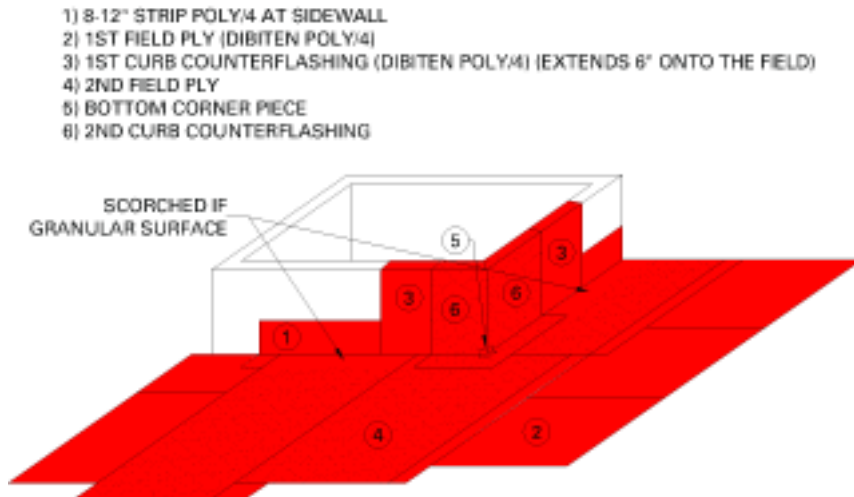 1) 8-12" STRIP POLY/4 AT SIDEWALL
2) 1ST FIELD PLY (DIBITEN POLY/4)
3) 1ST CURB COUNTERFLASHING (DIBITEN POLY/4) (EXTENDS 6" ONTO THE FIELD)
4) 2ND FIELD PLY
5) BOTTOM CORNER PIECE
6) 2ND CURB COUNTERFLASHING
SCORCHED IF
GRANULAR SURFACE
5
3
3
6
6
1
4
2